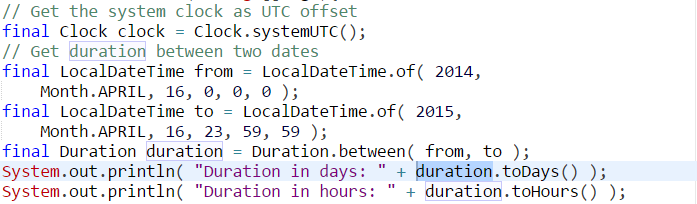 // Get the system clock as UTC offset
final Clock clock = Clock.systemUTC();
// Get duration between two dates
final LocalDateTime from = LocalDateTime.of( 2014,
Month.APRIL, 16, 0, 0, 0 );
final LocalDateTime to = LocalDateTime.of( 2015,
Month.APRIL, 16, 23, 59, 59 );
final Duration duration = Duration.between( from, to );
System.out.println( "Duration in days: " + duration.toDays() );
System.out.println( "Duration in hours: " + duration.toHours() );